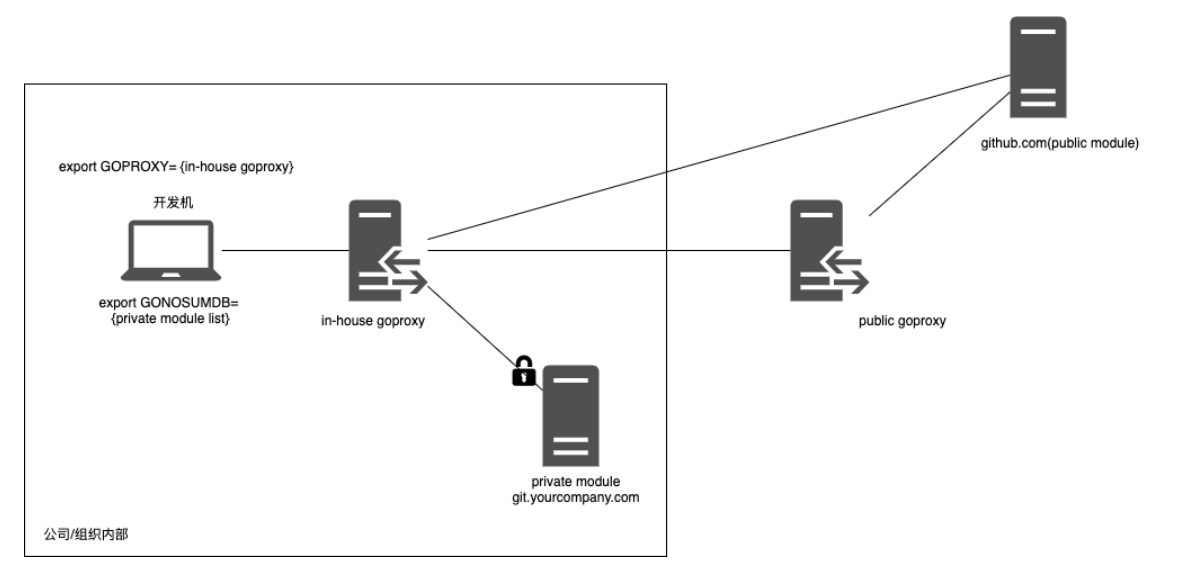 github.com(public module)
export GOPROXY= {in-house goproxy}
开发机
export GONOSUMDB=
{private module list}
in-house goproxy
public goproxy
private module
git.yourcompany.com
公司/组织内部